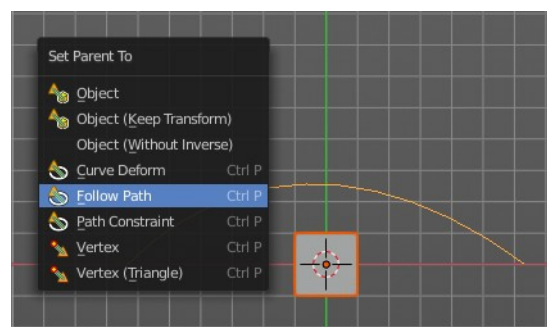 Set Parent To
Object
Object (Keep Transform)
Object (Without Inverse)
Curve Deform Ctrl P
Follow Path Ctrl P
Path Constraint Ctrl P
Vertex Ctrl P
Vertex (Triangle) Ctrl P